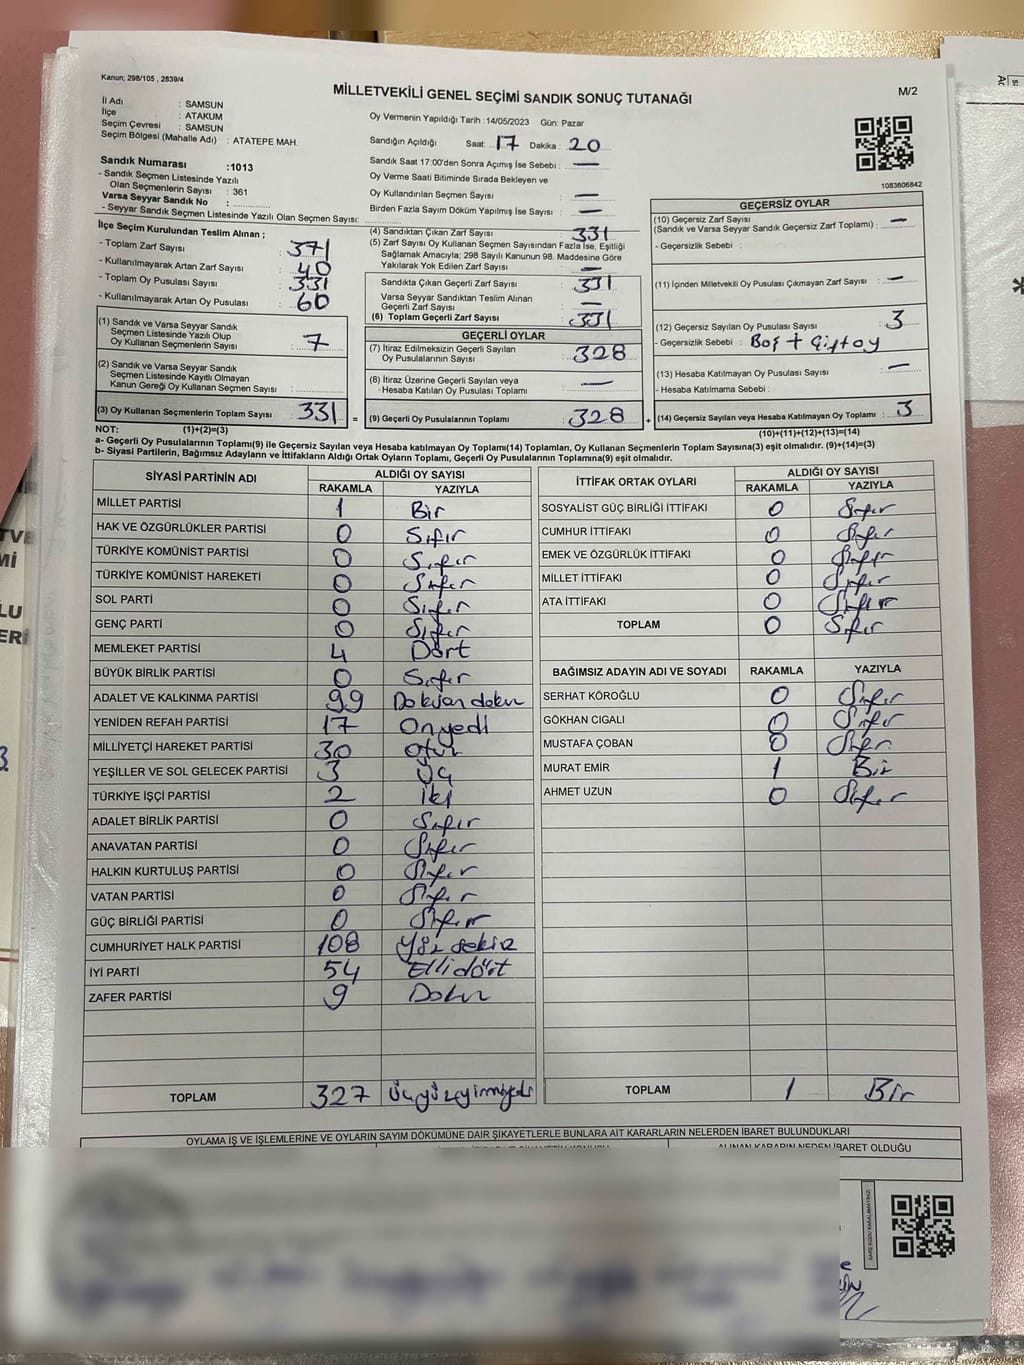 Kanun; 298/105 , 2839/4
MİLLETVEKİLİ GENEL SEÇİMİ SANDIK SONUÇ TUTANAĞI
M/2
İl Adı : SAMSUN
İlçe : ATAKUM
Seçim Çevresi : SAMSUN
Seçim Bölgesi (Mahalle Adı) : ATATEPE MAH.
Sandık Numarası :1013
- Sandık Seçmen Listesinde Yazılı
Olan Seçmenlerin Sayısı : 361
Varsa Seyyar Sandık No :
- Seyyar Sandık Seçmen Listesinde Yazılı Olan Seçmen Sayısı:
Oy Vermenin Yapıldığı Tarih :14/05/2023 Gün: Pazar
Sandığın Açıldığı Saat: 17 Dakika : 20
Sandık Saat 17:00'den Sonra Açımış İse Sebebi : —
Oy Verme Saati Bitiminde Sırada Bekleyen ve
Oy Kullandırılan Seçmen Sayısı : —
Birden Fazla Sayım Döküm Yapılmış İse Sayısı : —
1083606842
İlçe Seçim Kurulundan Teslim Alınan ;
- Toplam Zarf Sayısı : 371
- Kullanılmayarak Artan Zarf Sayısı : 40
- Toplam Oy Pusulası Sayısı : 331
- Kullanılmayarak Artan Oy Pusulası : 60
(1) Sandık ve Varsa Seyyar Sandık
Seçmen Listesinde Yazılı Olup
Oy Kullanan Seçmenlerin Sayısı : 7
(2) Sandık ve Varsa Seyyar Sandık
Seçmen Listesinde Kayıtlı Olmayan
Kanun Gereği Oy Kullanan Seçmen Sayısı :
(3) Oy Kullanan Seçmenlerin Toplam Sayısı : 331 =
(4) Sandıktan Çıkan Zarf Sayısı : 331
(5) Zarf Sayısı Oy Kullanan Seçmen Sayısından Fazla İse, Eşitliği
Sağlamak Amacıyla; 298 Sayılı Kanunun 98. Maddesine Göre
Yakılarak Yok Edilen Zarf Sayısı : —
Sandıkta Çıkan Geçerli Zarf Sayısı : 331
Varsa Seyyar Sandıktan Teslim Alınan
Geçerli Zarf Sayısı : —
(6) Toplam Geçerli Zarf Sayısı : 331
GEÇERLİ OYLAR
(7) İtiraz Edilmeksizin Geçerli Sayılan
Oy Pusulalarının Sayısı : 328
(8) İtiraz Üzerine Geçerli Sayılan veya
Hesaba Katılan Oy Pusulası Toplamı : —
(9) Geçerli Oy Pusulalarının Toplamı : 328 +
GEÇERSİZ OYLAR
(10) Geçersiz Zarf Sayısı
(Sandık ve Varsa Seyyar Sandık Geçersiz Zarf Toplamı) : —
- Geçersizlik Sebebi :
(11) İçinden Milletvekili Oy Pusulası Çıkmayan Zarf Sayısı : —
(12) Geçersiz Sayılan Oy Pusulası Sayısı : 3
- Geçersizlik Sebebi : Boş + Çift oy
(13) Hesaba Katılmayan Oy Pusulası Sayısı : —
- Hesaba Katılmama Sebebi :
(14) Geçersiz Sayılan veya Hesaba Katılmayan Oy Toplamı : 3
NOT: (1)+(2)=(3) (10)+(11)+(12)+(13)=(14)
a- Geçerli Oy Pusulalarının Toplamı(9) ile Geçersiz Sayılan veya Hesaba katılmayan Oy Toplamı(14) Toplamları, Oy Kullanan Seçmenlerin Toplam Sayısına(3) eşit olmalıdır. (9)+(14)=(3)
b- Siyasi Partilerin, Bağımsız Adayların ve İttifakların Aldığı Ortak Oyların Toplamı, Geçerli Oy Pusulalarının Toplamına(9) eşit olmalıdır.
SİYASİ PARTİNİN ADI ALDIĞI OY SAYISI
RAKAMLA YAZIYLA
MİLLET PARTİSİ 1 Bir
HAK VE ÖZGÜRLÜKLER PARTİSİ 0 Sıfır
TÜRKİYE KOMÜNİST PARTİSİ 0 Sıfır
TÜRKİYE KOMÜNİST HAREKETİ 0 Sıfır
SOL PARTİ 0 Sıfır
GENÇ PARTİ 0 Sıfır
MEMLEKET PARTİSİ 4 Dört
BÜYÜK BİRLİK PARTİSİ 0 Sıfır
ADALET VE KALKINMA PARTİSİ 99 Doksan dokuz
YENİDEN REFAH PARTİSİ 17 On yedi
MİLLİYETÇİ HAREKET PARTİSİ 30 otuz
YEŞİLLER VE SOL GELECEK PARTİSİ 3 Üç
TÜRKİYE İŞÇİ PARTİSİ 2 İki
ADALET BİRLİK PARTİSİ 0 Sıfır
ANAVATAN PARTİSİ 0 Sıfır
HALKIN KURTULUŞ PARTİSİ 0 Sıfır
VATAN PARTİSİ 0 Sıfır
GÜÇ BİRLİĞİ PARTİSİ 0 Sıfır
CUMHURİYET HALK PARTİSİ 108 Yüz sekiz
İYİ PARTİ 54 Elli dört
ZAFER PARTİSİ 9 Dokuz
TOPLAM 327 Üçyüzyirmiyedi
İTTİFAK ORTAK OYLARI ALDIĞI OY SAYISI
RAKAMLA YAZIYLA
SOSYALİST GÜÇ BİRLİĞİ İTTİFAKI 0 Sıfır
CUMHUR İTTİFAKI 0 Sıfır
EMEK VE ÖZGÜRLÜK İTTİFAKI 0 Sıfır
MİLLET İTTİFAKI 0 Sıfır
ATA İTTİFAKI 0 Sıfır
TOPLAM 0 Sıfır
BAĞIMSIZ ADAYIN ADI VE SOYADI RAKAMLA YAZIYLA
SERHAT KÖROĞLU 0 Sıfır
GÖKHAN CIGALI 0 Sıfır
MUSTAFA ÇOBAN 0 Sıfır
MURAT EMİR 1 Bir
AHMET UZUN 0 Sıfır
TOPLAM 1 Bir
OYLAMA İŞ VE İŞLEMLERİNE VE OYLARIN SAYIM DÖKÜMÜNE DAİR ŞİKAYETLERLE BUNLARA AİT KARARLARIN NELERDEN İBARET BULUNDUKLARI
ALINAN KARARIN NEDEN İBARET OLDUĞU